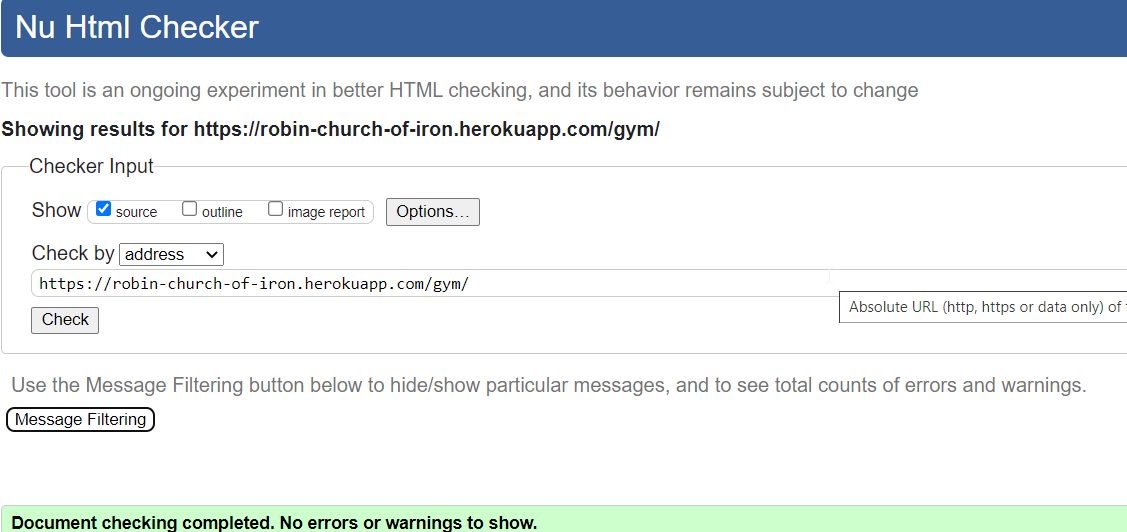 Nu Html Checker
This tool is an ongoing experiment in better HTML checking, and its behavior remains subject to change
Showing results for https://robin-church-of-iron.herokuapp.com/gym/
Checker Input
Show source outline image report Options...
Check by address
https://robin-church-of-iron.herokuapp.com/gym/
Absolute URL (http, https or data only) of
Check
Use the Message Filtering button below to hide/show particular messages, and to see total counts of errors and warnings.
Message Filtering
Document checking completed. No errors or warnings to show.